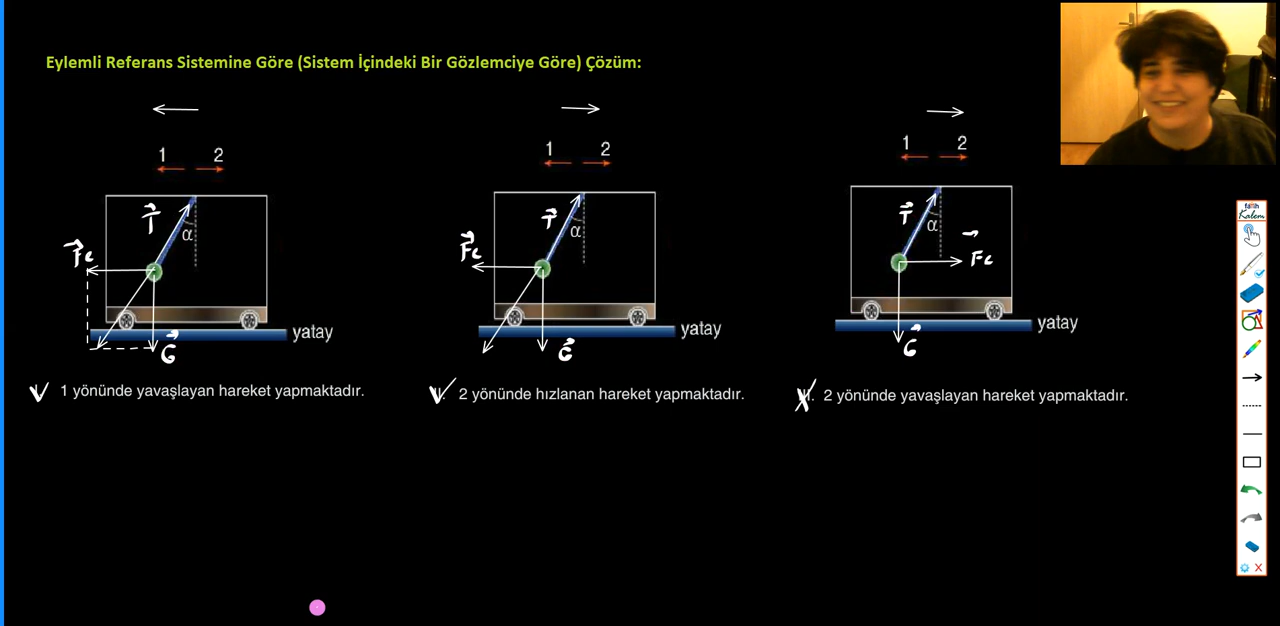 Eylemli Referans Sistemine Göre (Sistem İçindeki Bir Gözlemciye Göre) Çözüm:
1 2
1 2
1 2
T α
T α
T α
Fc
Fc
Fc
yatay
yatay
yatay
G
G
G
1 yönünde yavaşlayan hareket yapmaktadır.
2 yönünde hızlanan hareket yapmaktadır.
2 yönünde yavaşlayan hareket yapmaktadır.
fatih
Kalem